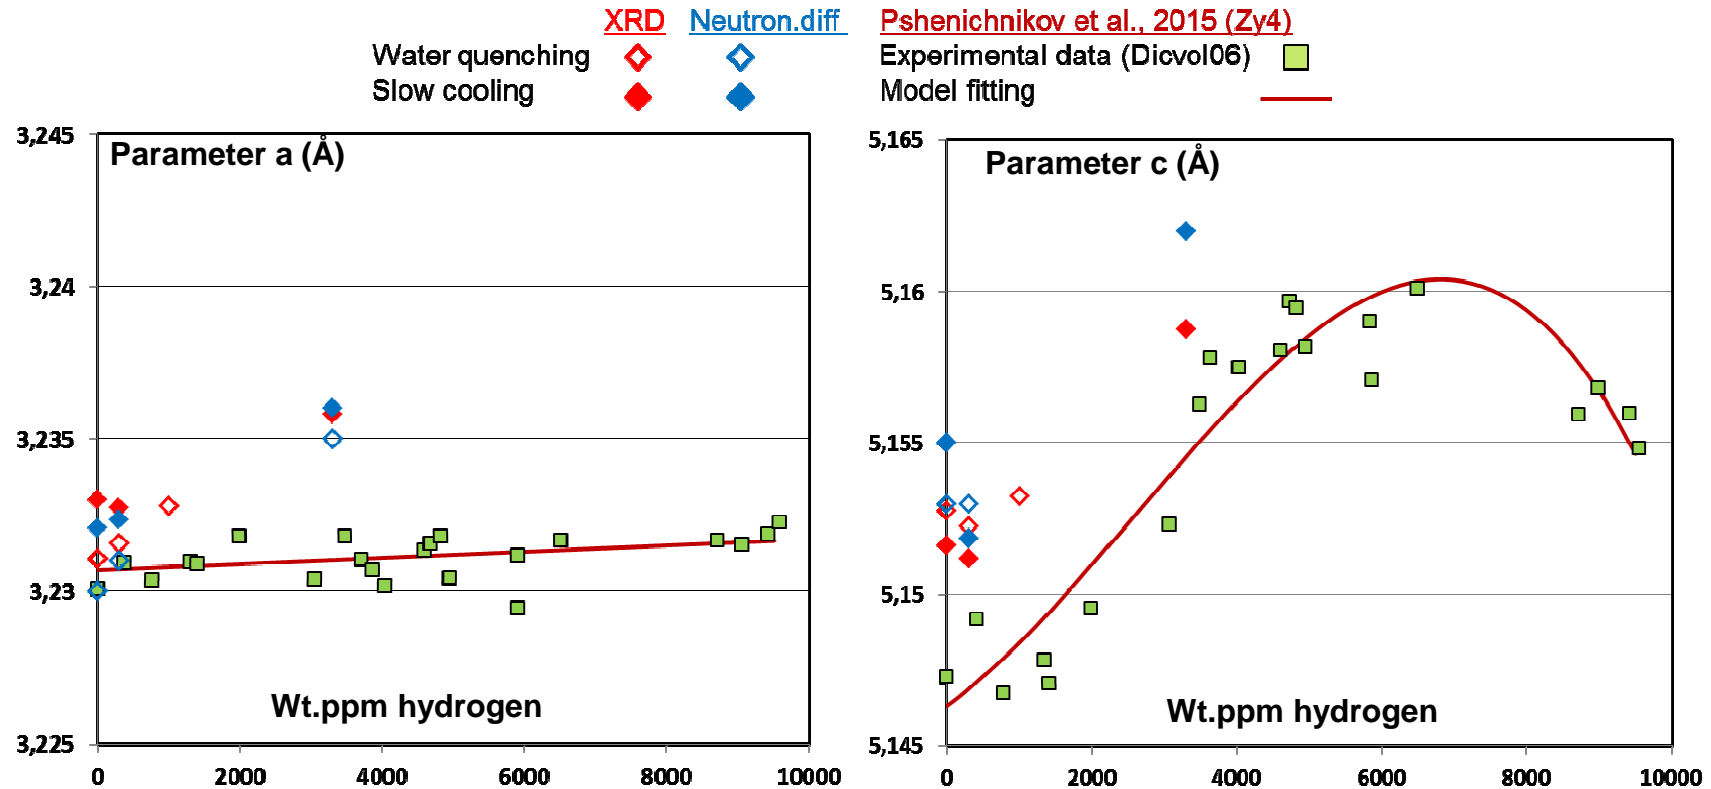 XRD Neutron.diff Pshenichnikov et al., 2015 (Zy4)
Water quenching Experimental data (Dicvol06)
Slow cooling Model fitting
Parameter a (Å)
3,245
3,24
3,235
3,23
3,225
Wt.ppm hydrogen
0 2000 4000 6000 8000 10000
Parameter c (Å)
5,165
5,16
5,155
5,15
5,145
Wt.ppm hydrogen
0 2000 4000 6000 8000 10000